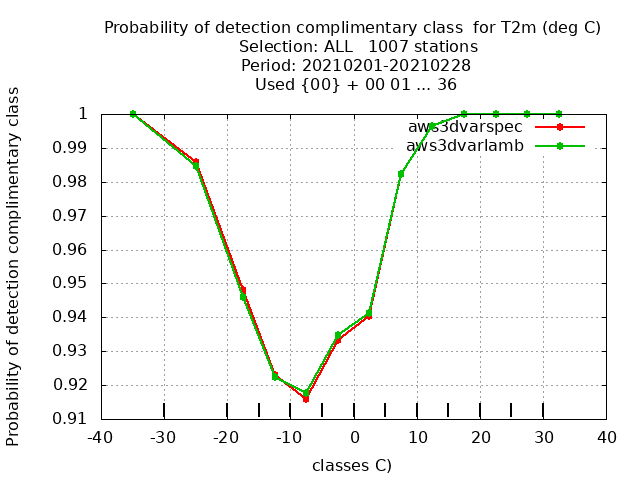 Probability of detection complimentary class  for T2m (deg C)
Selection: ALL   1007 stations
Period: 20210201-20210228
Used {00} + 00 01 ... 36
Probability of detection complimentary class
1
0.99
0.98
0.97
0.96
0.95
0.94
0.93
0.92
0.91
aws3dvarspec
aws3dvarlamb
-40 -30 -20 -10 0 10 20 30 40
classes C)